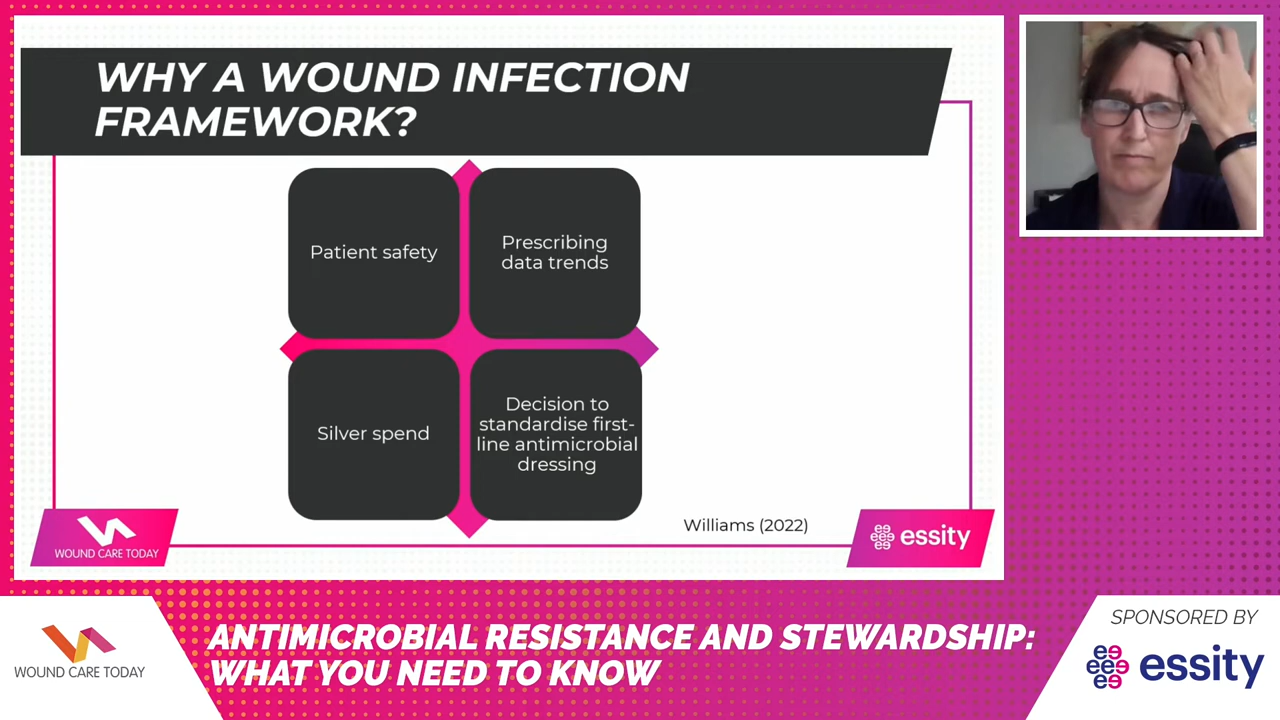 WHY A WOUND INFECTION
FRAMEWORK?
Patient safety
Prescribing
data trends
Silver spend
Decision to
standardise first-
line antimicrobial
dressing
Williams (2022)
WOUND CARE TODAY
essity
ANTIMICROBIAL RESISTANCE AND STEWARDSHIP:
WHAT YOU NEED TO KNOW
WOUND CARE TODAY
SPONSORED BY
essity